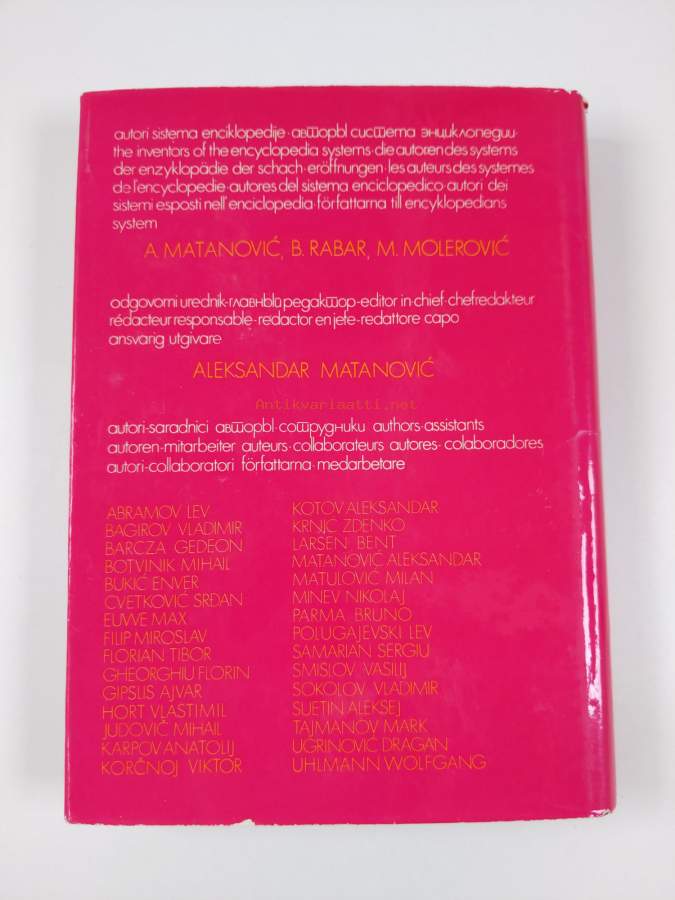 autori sistema enciklopedije·авторы система энциклопедии·
the inventors of the encyclopedia systems·die autoren des systems
der enzyklopädie der schach·eröffnungen·les auteurs des systemes
de l'encyclopedie·autores del sistema enciclopedico·autori dei
sistemi esposti nell'enciclopedia·författarna till encyklopedians
system
A. MATANOVIĆ, B. RABAR, M. MOLEROVIĆ
odgovorni urednik·главный редактор·editor in chief·chefredakteur
rédacteur responsable·redactor en jefe·redattore capo
ansvarig utgivare
ALEKSANDAR MATANOVIĆ
Antikvariaatti.net
autori-saradnici авторы·сотрудники authors·assistants
autoren-mitarbeiter auteurs·collaborateurs autores·colaboradores
autori-collaboratori författarna·medarbetare
ABRAMOV LEV
BAGIROV VLADIMIR
BARCZA GEDEON
BOTVINIK MIHAIL
BUKIĆ ENVER
CVETKOVIĆ SRĐAN
EUWE MAX
FILIP MIROSLAV
FLORIAN TIBOR
GHEORGHIU FLORIN
GIPSLIS AJVAR
HORT VLASTIMIL
JUDOVIČ MIHAIL
KARPOV ANATOLIJ
KORČNOJ VIKTOR
KOTOV ALEKSANDAR
KRNJC ZDENKO
LARSEN BENT
MATANOVIĆ ALEKSANDAR
MATULOVIĆ MILAN
MINEV NIKOLAJ
PARMA BRUNO
POLUGAJEVSKI LEV
SAMARIAN SERGIU
SMISLOV VASILIJ
SOKOLOV VLADIMIR
SUETIN ALEKSEJ
TAJMANOV MARK
UGRINOVIĆ DRAGAN
UHLMANN WOLFGANG